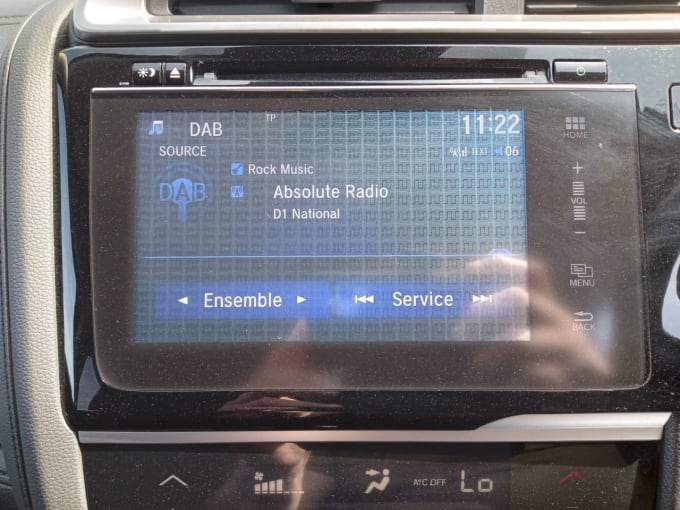 TP
DAB
11:22
SOURCE
TEXT 06
Rock Music
DAB
Absolute Radio
D1 National
Ensemble
Service
HOME
+
VOL
−
MENU
BACK
A/C OFF
Lo